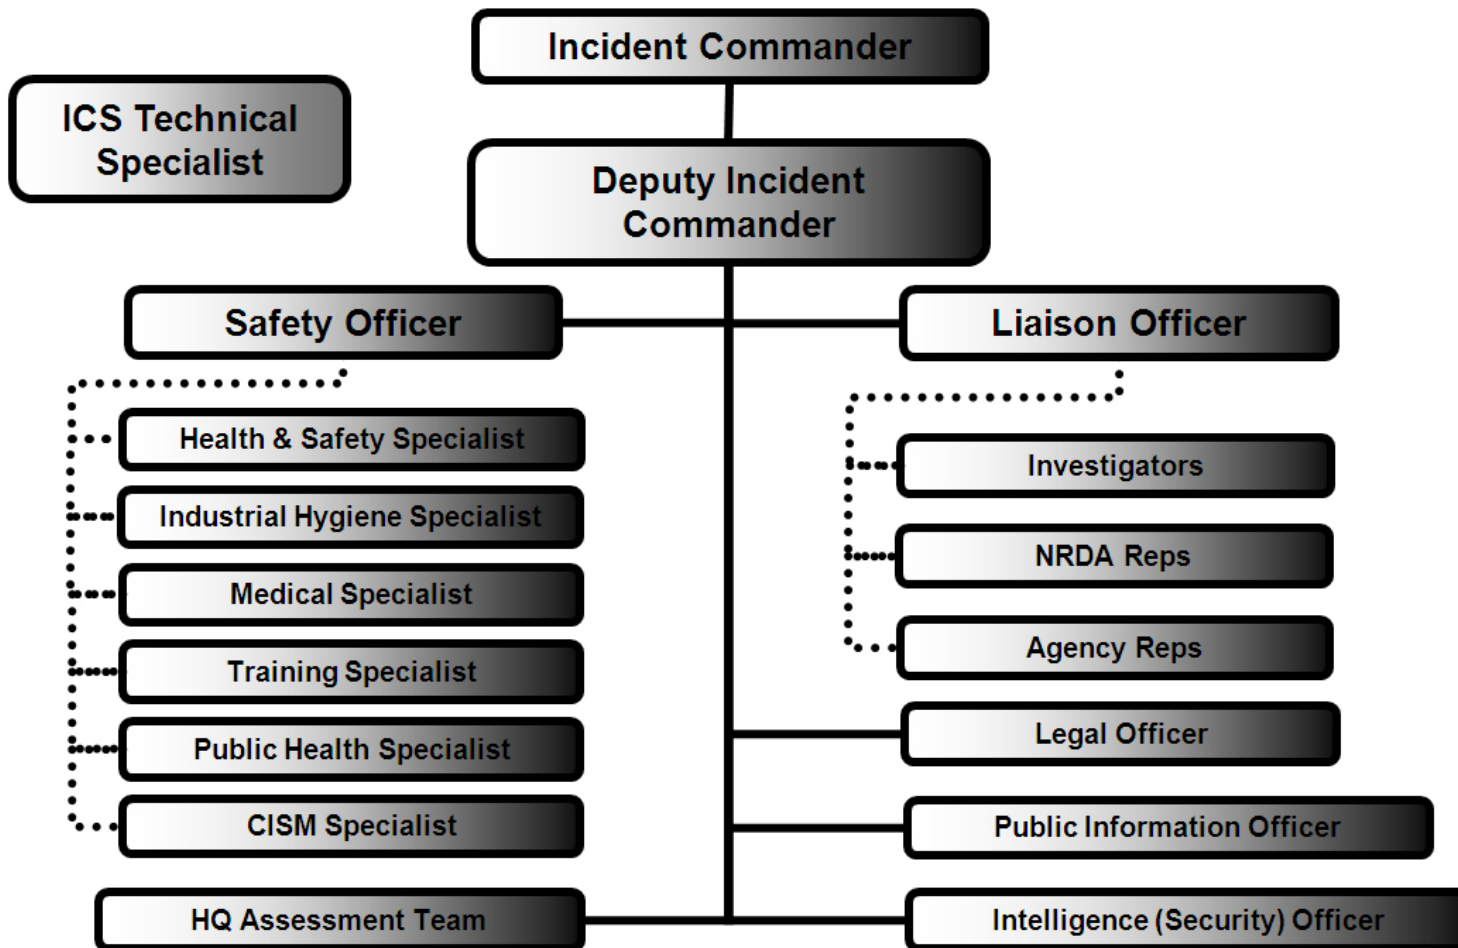 Incident Commander
ICS Technical
Specialist
Deputy Incident
Commander
Safety Officer
Liaison Officer
Health & Safety Specialist
Industrial Hygiene Specialist
Medical Specialist
Training Specialist
Public Health Specialist
CISM Specialist
Investigators
NRDA Reps
Agency Reps
Legal Officer
Public Information Officer
HQ Assessment Team
Intelligence (Security) Officer